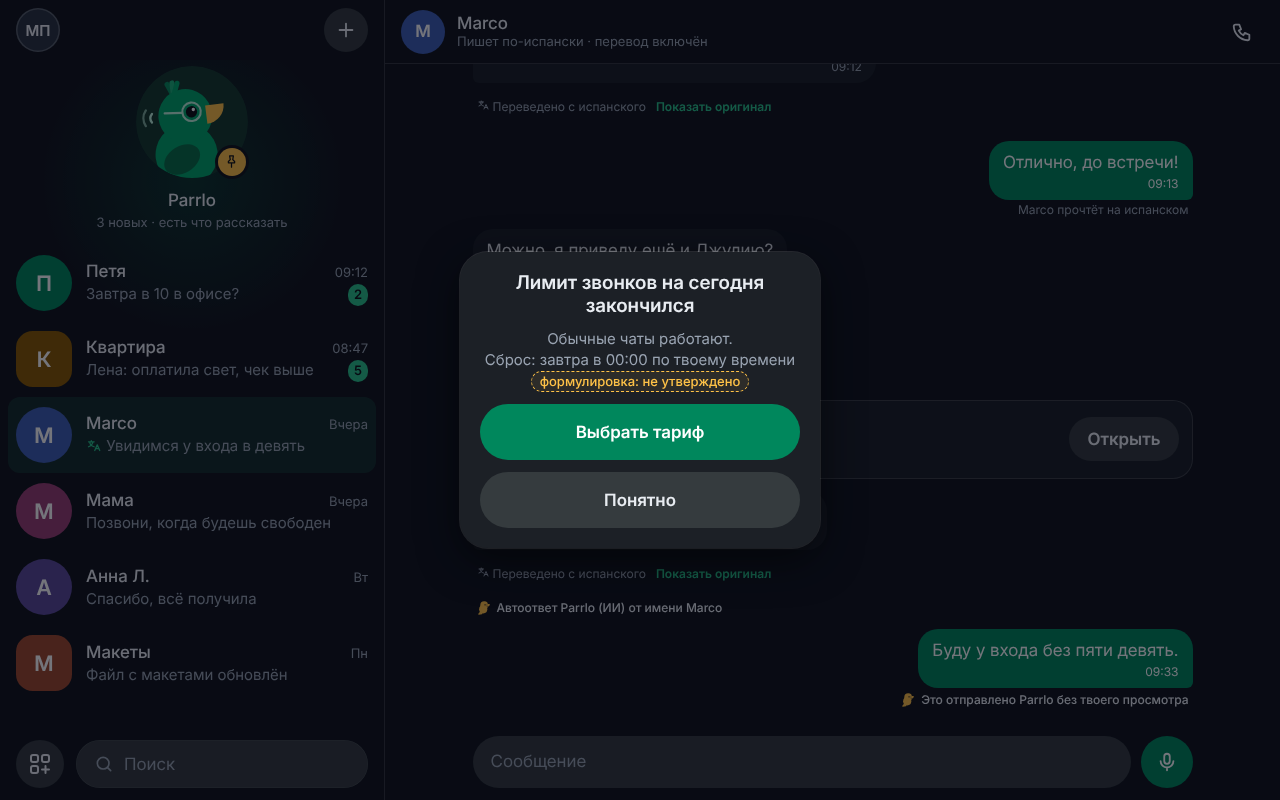 МП
Parrlo
3 новых · есть что рассказать
П
Петя
09:12
Завтра в 10 в офисе?
2
К
Квартира
08:47
Лена: оплатила свет, чек выше
5
M
Marco
Вчера
Увидимся у входа в девять
М
Мама
Вчера
Позвони, когда будешь свободен
А
Анна Л.
Вт
Спасибо, всё получила
М
Макеты
Пн
Файл с макетами обновлён
Поиск
M
Marco
Пишет по-испански · перевод включён
09:12
Переведено с испанского Показать оригинал
Отлично, до встречи!
09:13
Marco прочтёт на испанском
Можно, я приведу ещё и Джулию?
Лимит звонков на сегодня
закончился
Обычные чаты работают.
Сброс: завтра в 00:00 по твоему времени
формулировка: не утверждено
Выбрать тариф
Понятно
Открыть
Переведено с испанского Показать оригинал
Автоответ Parrlo (ИИ) от имени Marco
Буду у входа без пяти девять.
09:33
Это отправлено Parrlo без твоего просмотра
Сообщение